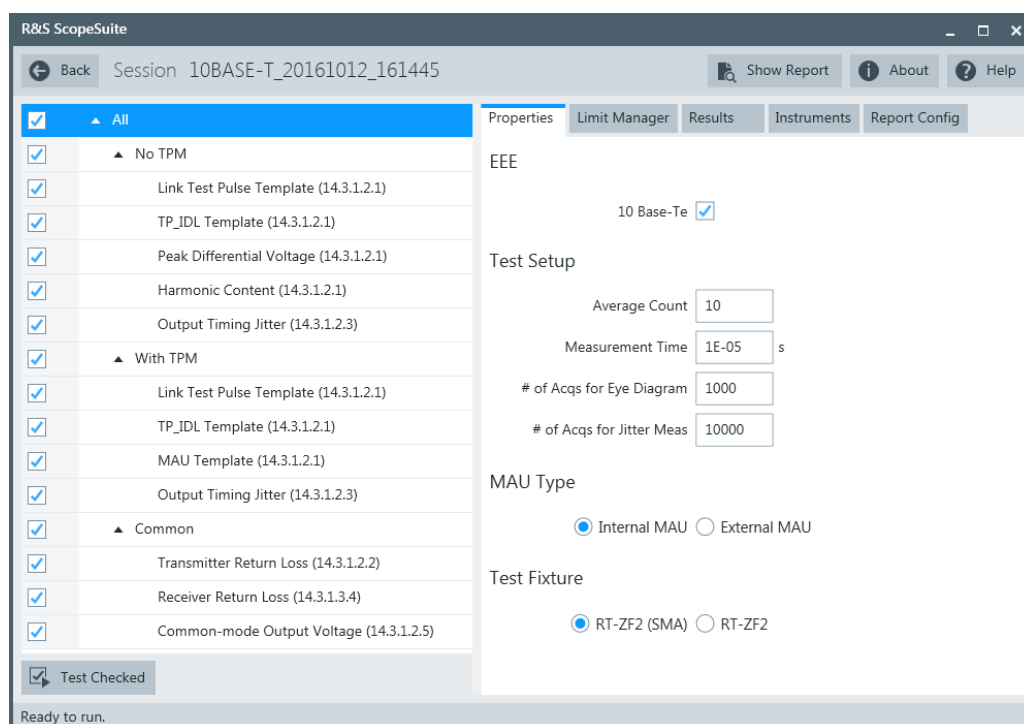 R&S ScopeSuite
Back Session 10BASE-T_20161012_161445 Show Report About Help
All
No TPM
Link Test Pulse Template (14.3.1.2.1)
TP_IDL Template (14.3.1.2.1)
Peak Differential Voltage (14.3.1.2.1)
Harmonic Content (14.3.1.2.1)
Output Timing Jitter (14.3.1.2.3)
With TPM
Link Test Pulse Template (14.3.1.2.1)
TP_IDL Template (14.3.1.2.1)
MAU Template (14.3.1.2.1)
Output Timing Jitter (14.3.1.2.3)
Common
Transmitter Return Loss (14.3.1.2.2)
Receiver Return Loss (14.3.1.3.4)
Common-mode Output Voltage (14.3.1.2.5)
Test Checked
Properties Limit Manager Results Instruments Report Config
EEE
10 Base-Te
Test Setup
Average Count 10
Measurement Time 1E-05 s
# of Acqs for Eye Diagram 1000
# of Acqs for Jitter Meas 10000
MAU Type
Internal MAU External MAU
Test Fixture
RT-ZF2 (SMA) RT-ZF2
Ready to run.